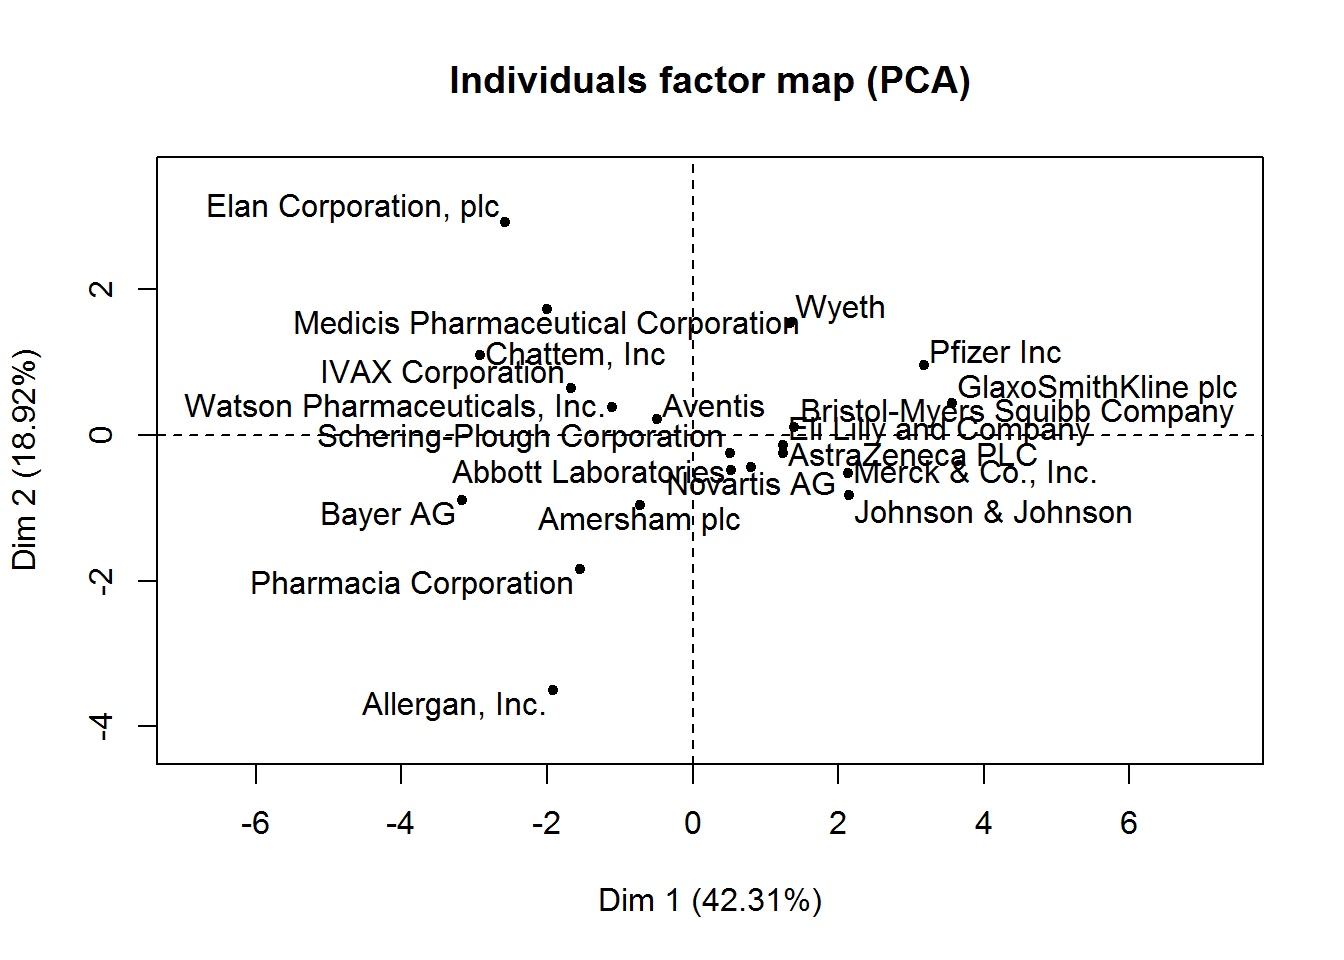 Individuals factor map (PCA)
Elan Corporation, plc
Wyeth
Medicis Pharmaceutical Corporation
Chattem, Inc
Pfizer Inc
IVAX Corporation
GlaxoSmithKline plc
Watson Pharmaceuticals, Inc.
Aventis
Bristol-Myers Squibb Company
Schering-Plough Corporation
Eli Lilly and Company
AstraZeneca PLC
Abbott Laboratories
Merck & Co., Inc.
Novartis AG
Bayer AG
Amersham plc
Johnson & Johnson
Pharmacia Corporation
Allergan, Inc.
2
0
-2
-4
Dim 2 (18.92%)
-6 -4 -2 0 2 4 6
Dim 1 (42.31%)